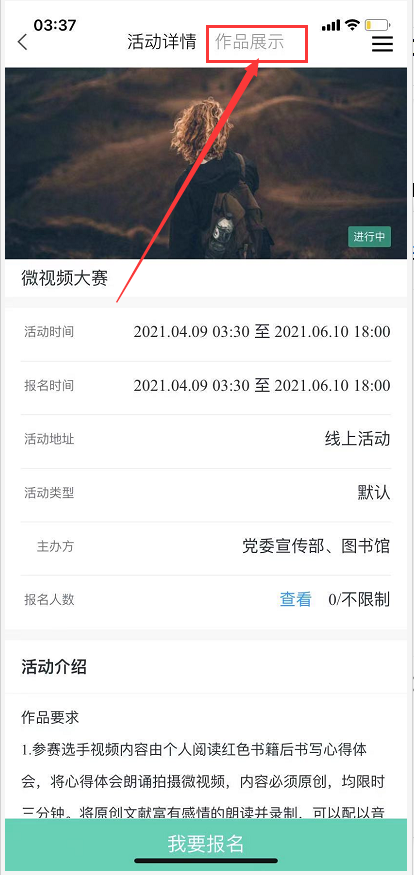 03:37
活动详情 作品展示
进行中
微视频大赛
活动时间 2021.04.09 03:30 至 2021.06.10 18:00
报名时间 2021.04.09 03:30 至 2021.06.10 18:00
活动地址 线上活动
活动类型 默认
主办方 党委宣传部、图书馆
报名人数 查看 0/不限制
活动介绍
作品要求
1.参赛选手视频内容由个人阅读红色书籍后书写心得体
会，将心得体会朗诵拍摄微视频，内容必须原创，均限时
三分钟。将原创文献富有感情的朗读并录制，可以配以音
我要报名